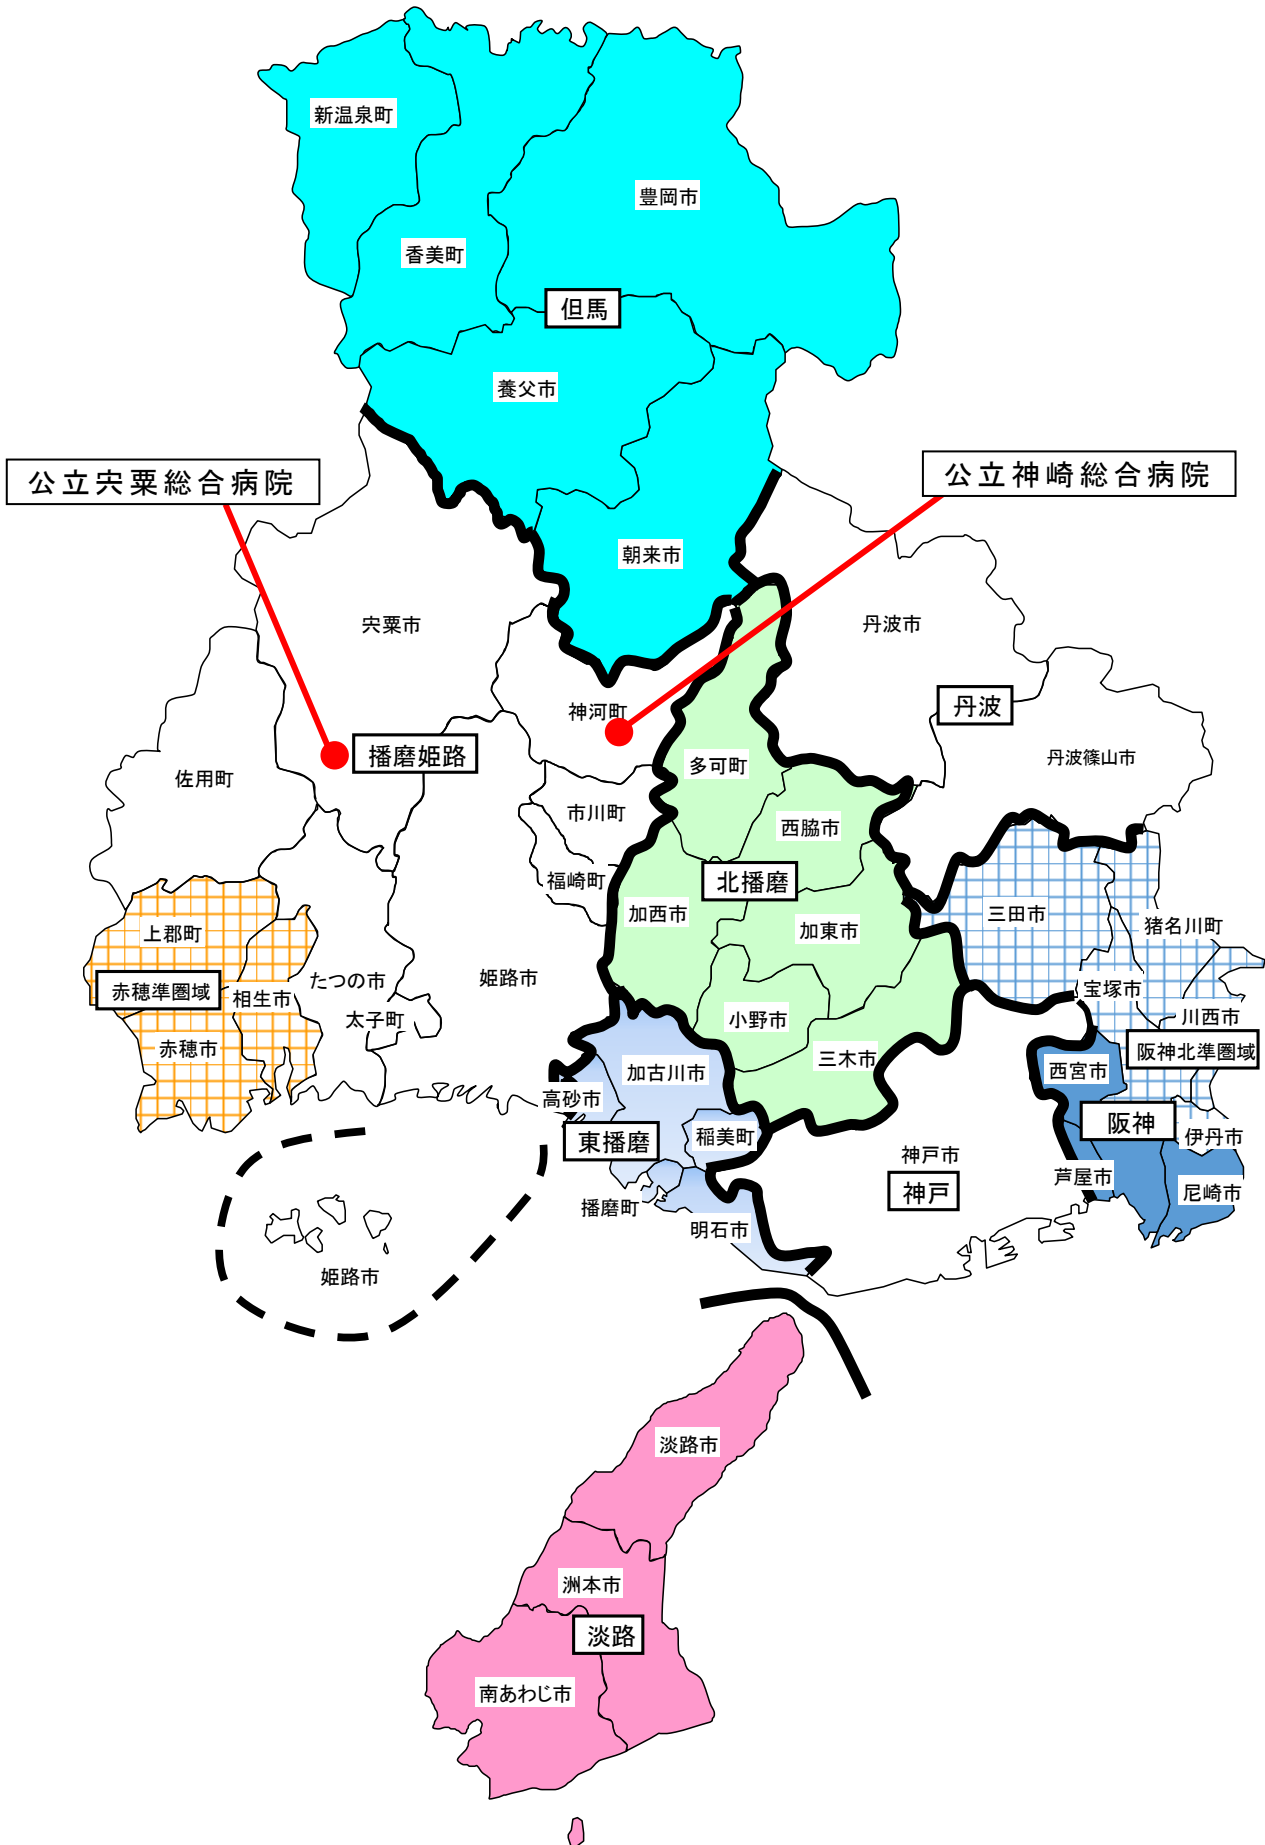 新温泉町
豊岡市
香美町
但馬
養父市
公立宍粟総合病院
公立神崎総合病院
朝来市
宍粟市
丹波市
神河町
丹波
播磨姫路
丹波篠山市
多可町
佐用町
市川町
西脇市
福崎町
北播磨
加西市
三田市
上郡町
加東市
猪名川町
たつの市
姫路市
赤穂準圏域
相生市
宝塚市
太子町
小野市
川西市
赤穂市
三木市
阪神北準圏域
加古川市
西宮市
高砂市
阪神
東播磨
稲美町
伊丹市
神戸市
芦屋市
神戸
尼崎市
播磨町
明石市
姫路市
淡路市
洲本市
淡路
南あわじ市